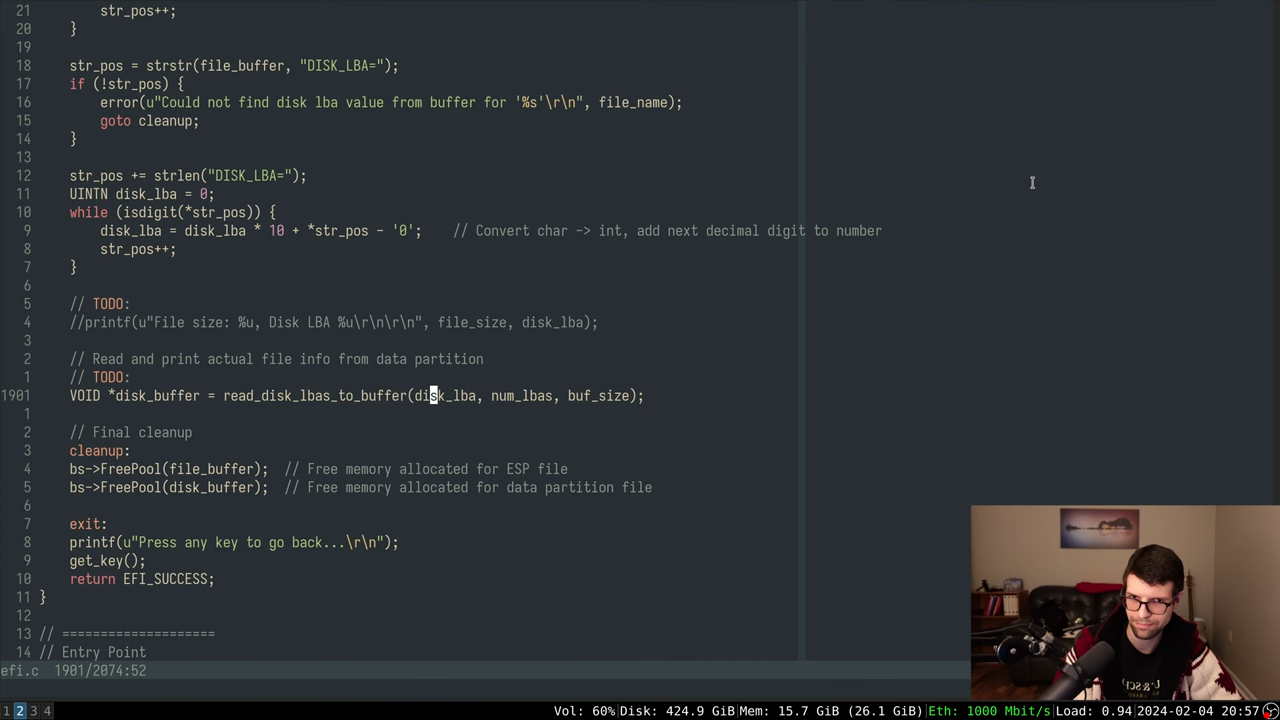 21         str_pos++;
20     }
19
18     str_pos = strstr(file_buffer, "DISK_LBA=");
17     if (!str_pos) {
16         error(u"Could not find disk lba value from buffer for '%s'\r\n", file_name);
15         goto cleanup;
14     }
13
12     str_pos += strlen("DISK_LBA=");
11     UINTN disk_lba = 0;
10     while (isdigit(*str_pos)) {
9         disk_lba = disk_lba * 10 + *str_pos - '0';    // Convert char -> int, add next decimal digit to number
8         str_pos++;
7     }
6
5     // TODO:
4     //printf(u"File size: %u, Disk LBA %u\r\n\r\n", file_size, disk_lba);
3
2     // Read and print actual file info from data partition
1     // TODO:
1901     VOID *disk_buffer = read_disk_lbas_to_buffer(disk_lba, num_lbas, buf_size);
1
2     // Final cleanup
3     cleanup:
4     bs->FreePool(file_buffer);  // Free memory allocated for ESP file
5     bs->FreePool(disk_buffer);  // Free memory allocated for data partition file
6
7     exit:
8     printf(u"Press any key to go back...\r\n");
9     get_key();
10     return EFI_SUCCESS;
11 }
12
13 // ====================
14 // Entry Point
efi.c  1901/2074:52
1 2 3 4 Vol: 60%|Disk: 424.9 GiB|Mem: 15.7 GiB (26.1 GiB)|Eth: 1000 Mbit/s|Load: 0.94|2024-02-04 20:57